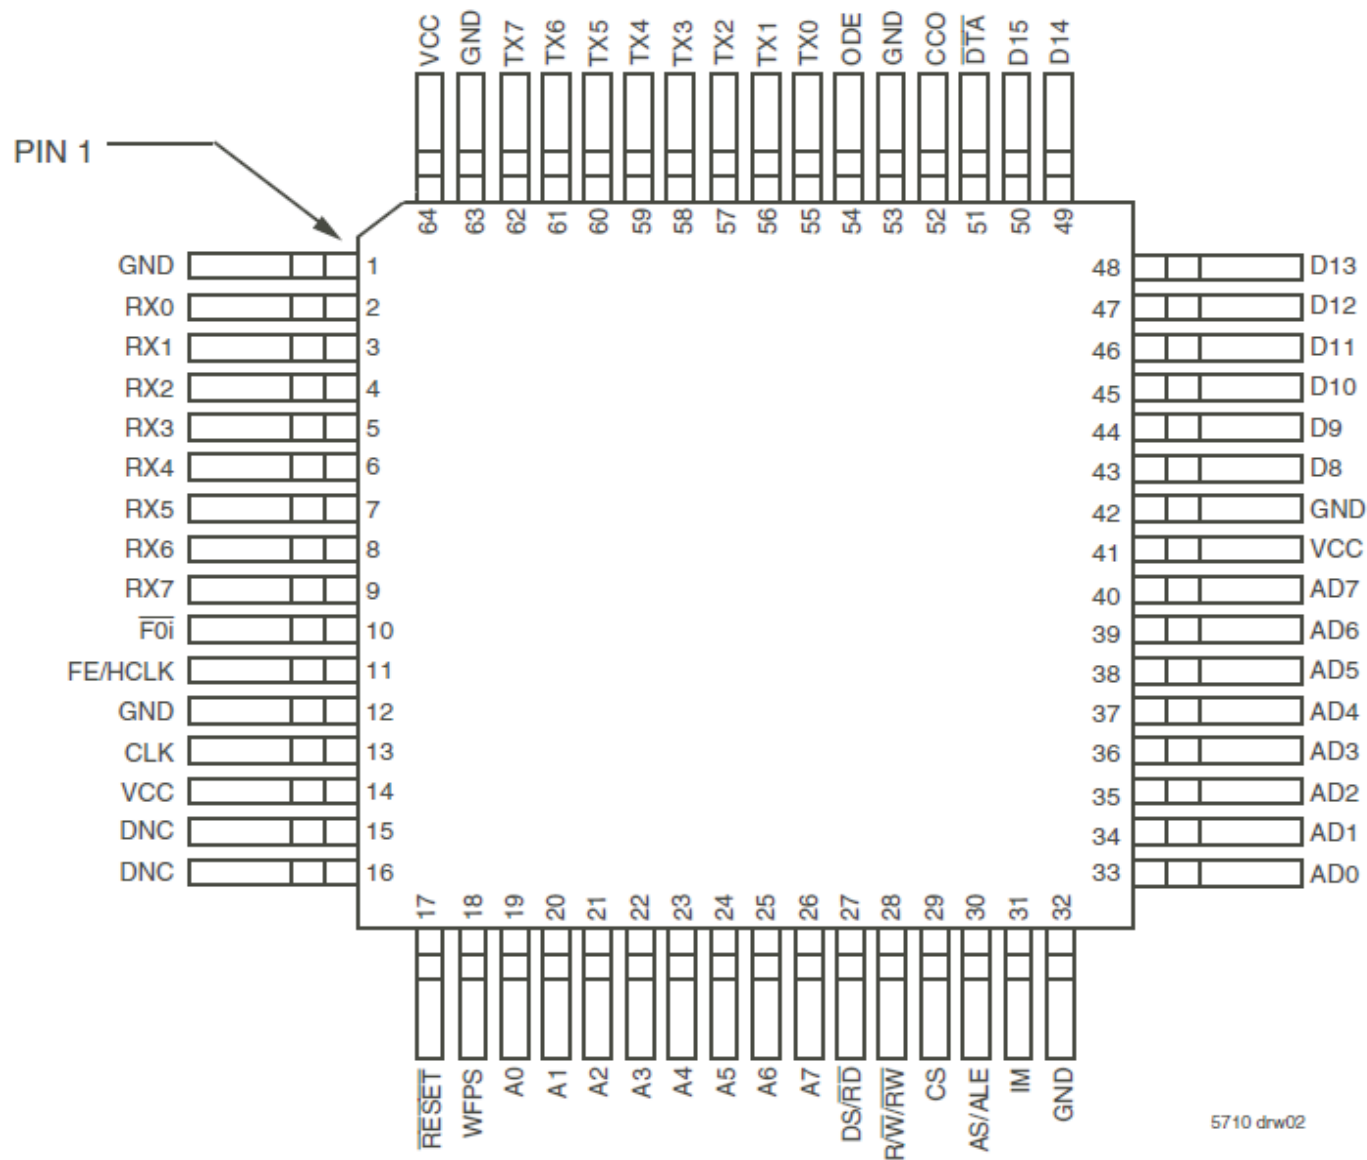 VCC GND TX7 TX6 TX5 TX4 TX3 TX2 TX1 TX0 ODE GND CCO D̅T̅A̅ D15 D14
PIN 1
64 63 62 61 60 59 58 57 56 55 54 53 52 51 50 49
GND 1 48 D13
RX0 2 47 D12
RX1 3 46 D11
RX2 4 45 D10
RX3 5 44 D9
RX4 6 43 D8
RX5 7 42 GND
RX6 8 41 VCC
RX7 9 40 AD7
F̅0̅i̅ 10 39 AD6
FE/HCLK 11 38 AD5
GND 12 37 AD4
CLK 13 36 AD3
VCC 14 35 AD2
DNC 15 34 AD1
DNC 16 33 AD0
17 18 19 20 21 22 23 24 25 26 27 28 29 30 31 32
R̅E̅S̅E̅T̅ WFPS A0 A1 A2 A3 A4 A5 A6 A7 DS/R̅D̅ R/W̅/R̅W̅ CS AS/ALE IM GND
5710 drw02